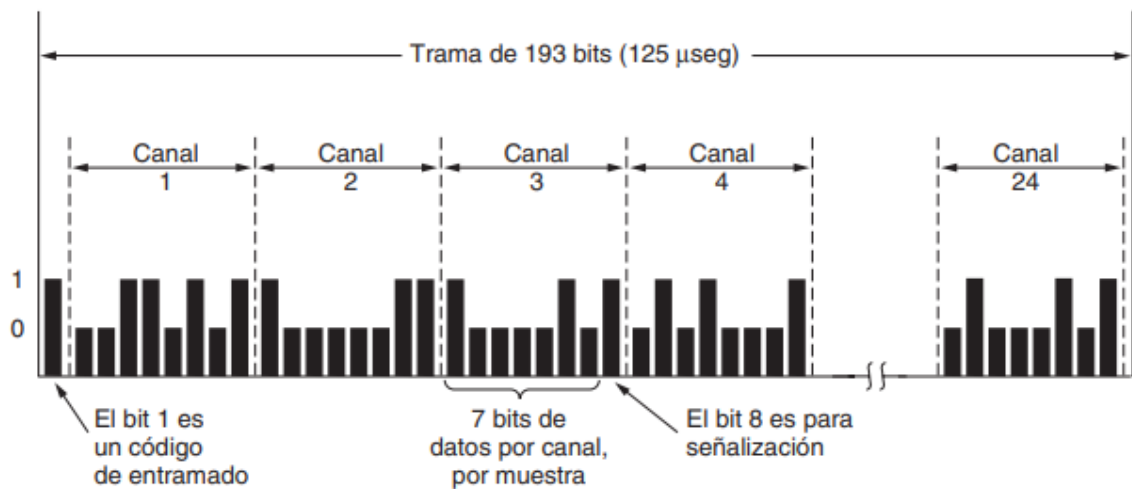 Trama de 193 bits (125 μseg)
Canal
1
Canal
2
Canal
3
Canal
4
Canal
24
1
0
El bit 1 es
un código
de entramado
7 bits de
datos por canal,
por muestra
El bit 8 es para
señalización